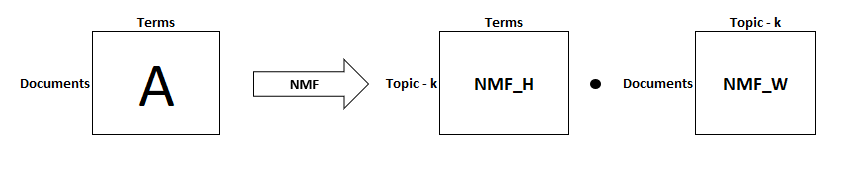 Terms
Documents
A
NMF
Terms
Topic - k
NMF_H
Topic - k
Documents
NMF_W